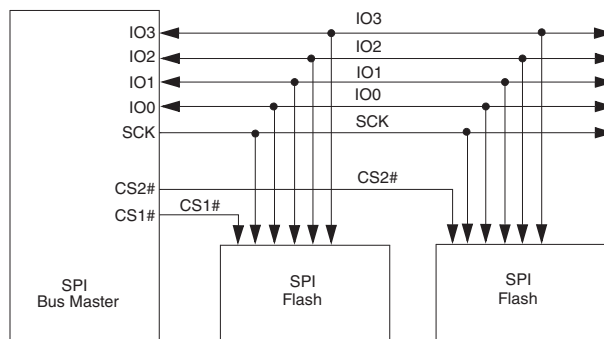 IO3
IO3
IO2
IO2
IO1
IO1
IO0
IO0
SCK
SCK
CS2#
CS2#
CS1#
CS1#
SPI
Bus Master
SPI
Flash
SPI
Flash